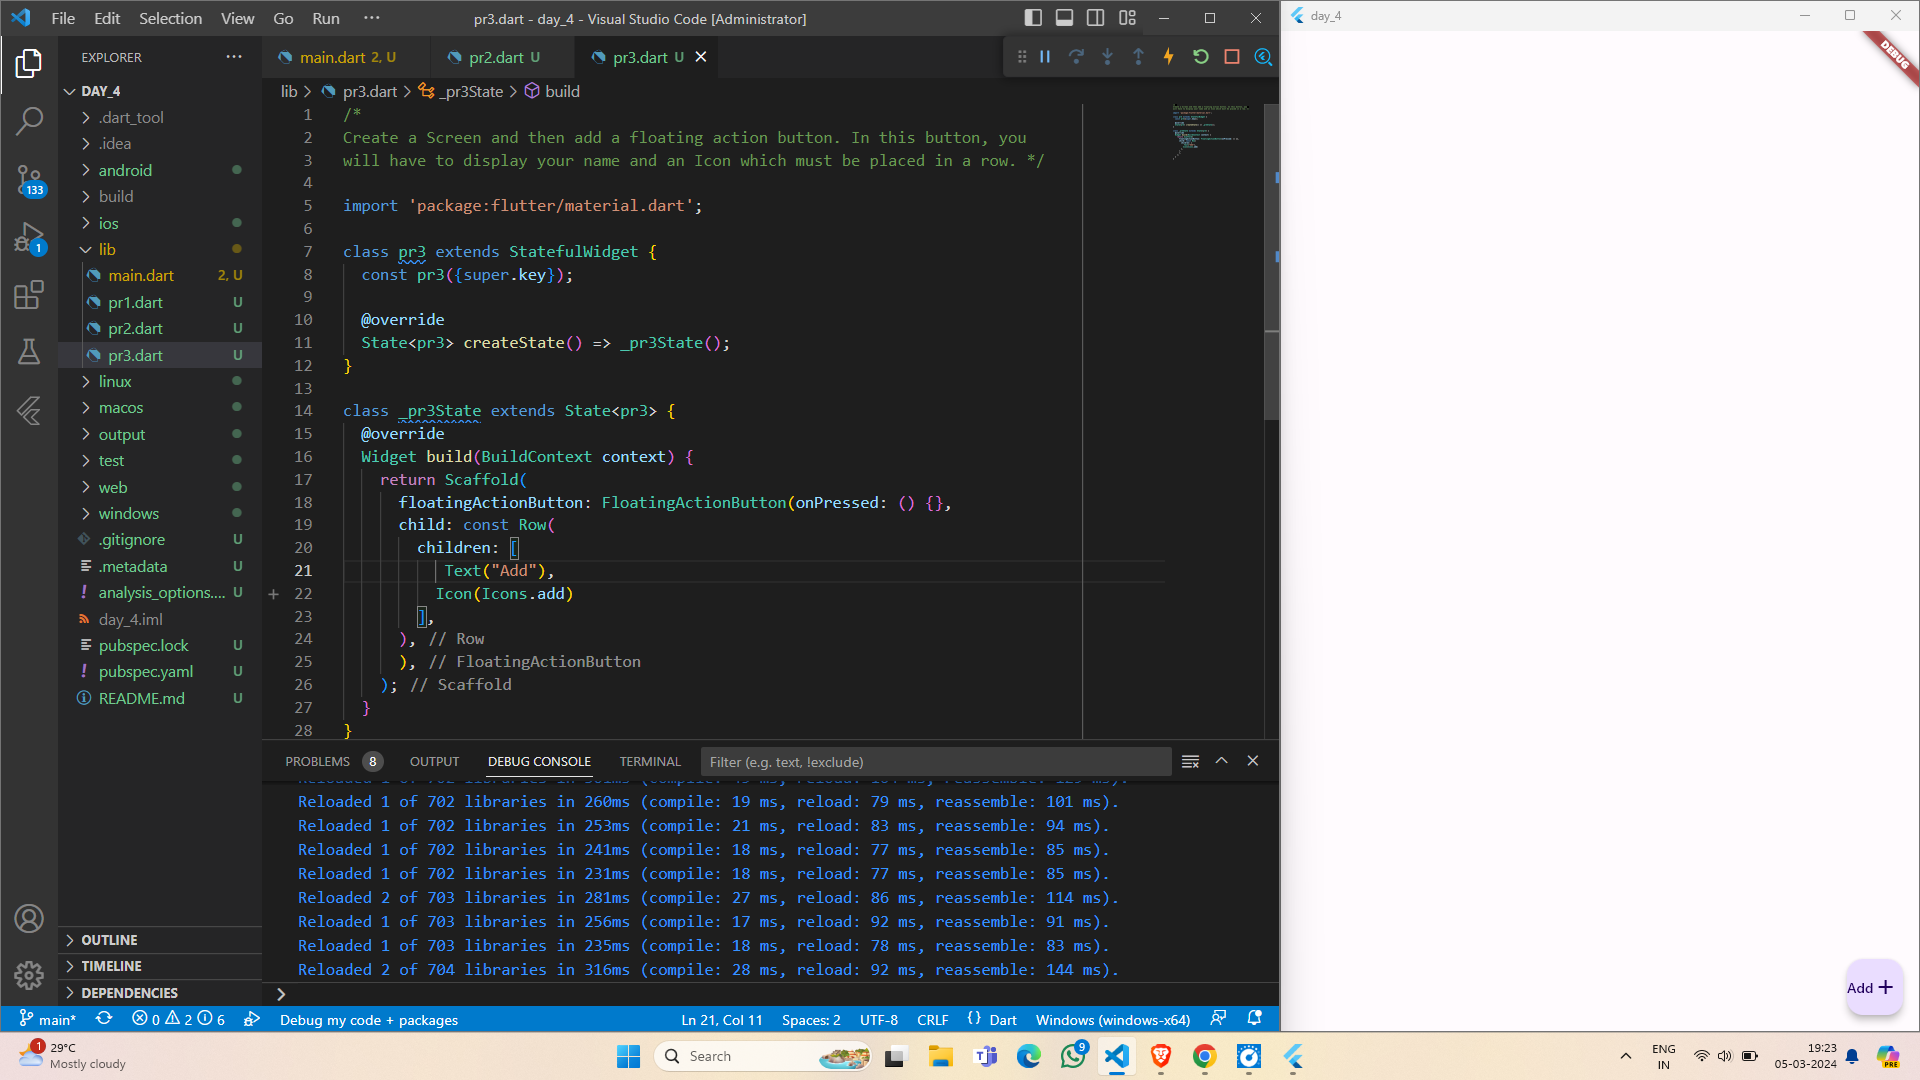 File Edit Selection View Go Run ··· pr3.dart - day_4 - Visual Studio Code [Administrator]
day_4
DEBUG
EXPLORER ···
main.dart 2, U
pr2.dart U
pr3.dart U
lib > pr3.dart > _pr3State > build
DAY_4
.dart_tool
.idea
android
build
ios
lib
main.dart 2, U
pr1.dart U
pr2.dart U
pr3.dart U
linux
macos
output
test
web
windows
.gitignore U
.metadata U
analysis_options.... U
day_4.iml
pubspec.lock U
pubspec.yaml U
README.md U
133
1
OUTLINE
TIMELINE
DEPENDENCIES
1 /*
2 Create a Screen and then add a floating action button. In this button, you
3 will have to display your name and an Icon which must be placed in a row. */
4
5 import 'package:flutter/material.dart';
6
7 class pr3 extends StatefulWidget {
8 const pr3({super.key});
9
10 @override
11 State<pr3> createState() => _pr3State();
12 }
13
14 class _pr3State extends State<pr3> {
15 @override
16 Widget build(BuildContext context) {
17 return Scaffold(
18 floatingActionButton: FloatingActionButton(onPressed: () {},
19 child: const Row(
20 children: [
21 Text("Add"),
22 Icon(Icons.add)
23 ],
24 ), // Row
25 ), // FloatingActionButton
26 ); // Scaffold
27 }
28 }
PROBLEMS 8 OUTPUT DEBUG CONSOLE TERMINAL Filter (e.g. text, !exclude)
Reloaded 1 of 702 libraries in 260ms (compile: 19 ms, reload: 79 ms, reassemble: 101 ms).
Reloaded 1 of 702 libraries in 253ms (compile: 21 ms, reload: 83 ms, reassemble: 94 ms).
Reloaded 1 of 702 libraries in 241ms (compile: 18 ms, reload: 77 ms, reassemble: 85 ms).
Reloaded 1 of 702 libraries in 231ms (compile: 18 ms, reload: 77 ms, reassemble: 85 ms).
Reloaded 2 of 703 libraries in 281ms (compile: 27 ms, reload: 86 ms, reassemble: 114 ms).
Reloaded 1 of 703 libraries in 256ms (compile: 17 ms, reload: 92 ms, reassemble: 91 ms).
Reloaded 1 of 703 libraries in 235ms (compile: 18 ms, reload: 78 ms, reassemble: 83 ms).
Reloaded 2 of 704 libraries in 316ms (compile: 28 ms, reload: 92 ms, reassemble: 144 ms).
Add +
main* 0 2 6 Debug my code + packages Ln 21, Col 11 Spaces: 2 UTF-8 CRLF {} Dart Windows (windows-x64)
1
29°C
Mostly cloudy
Search
9
ENG
IN
19:23
05-03-2024
PRE